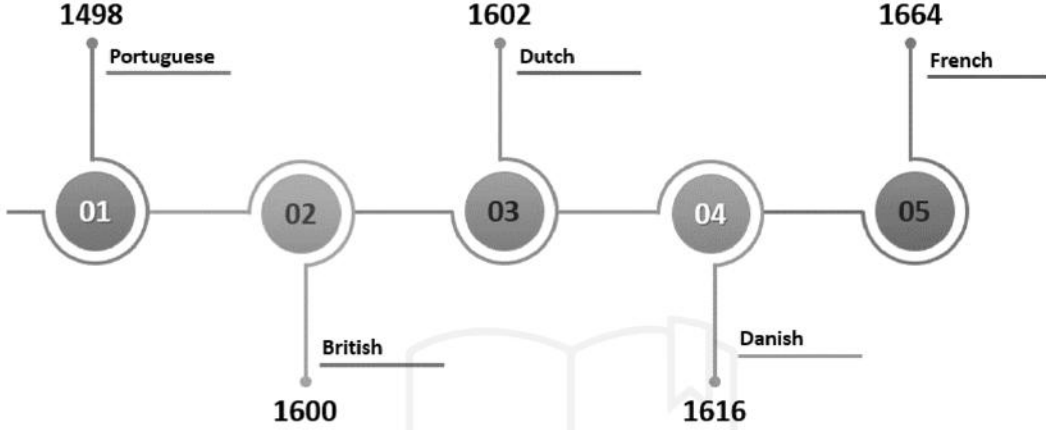 1498
Portuguese
1602
Dutch
1664
French
01
02
03
04
05
British
1600
Danish
1616